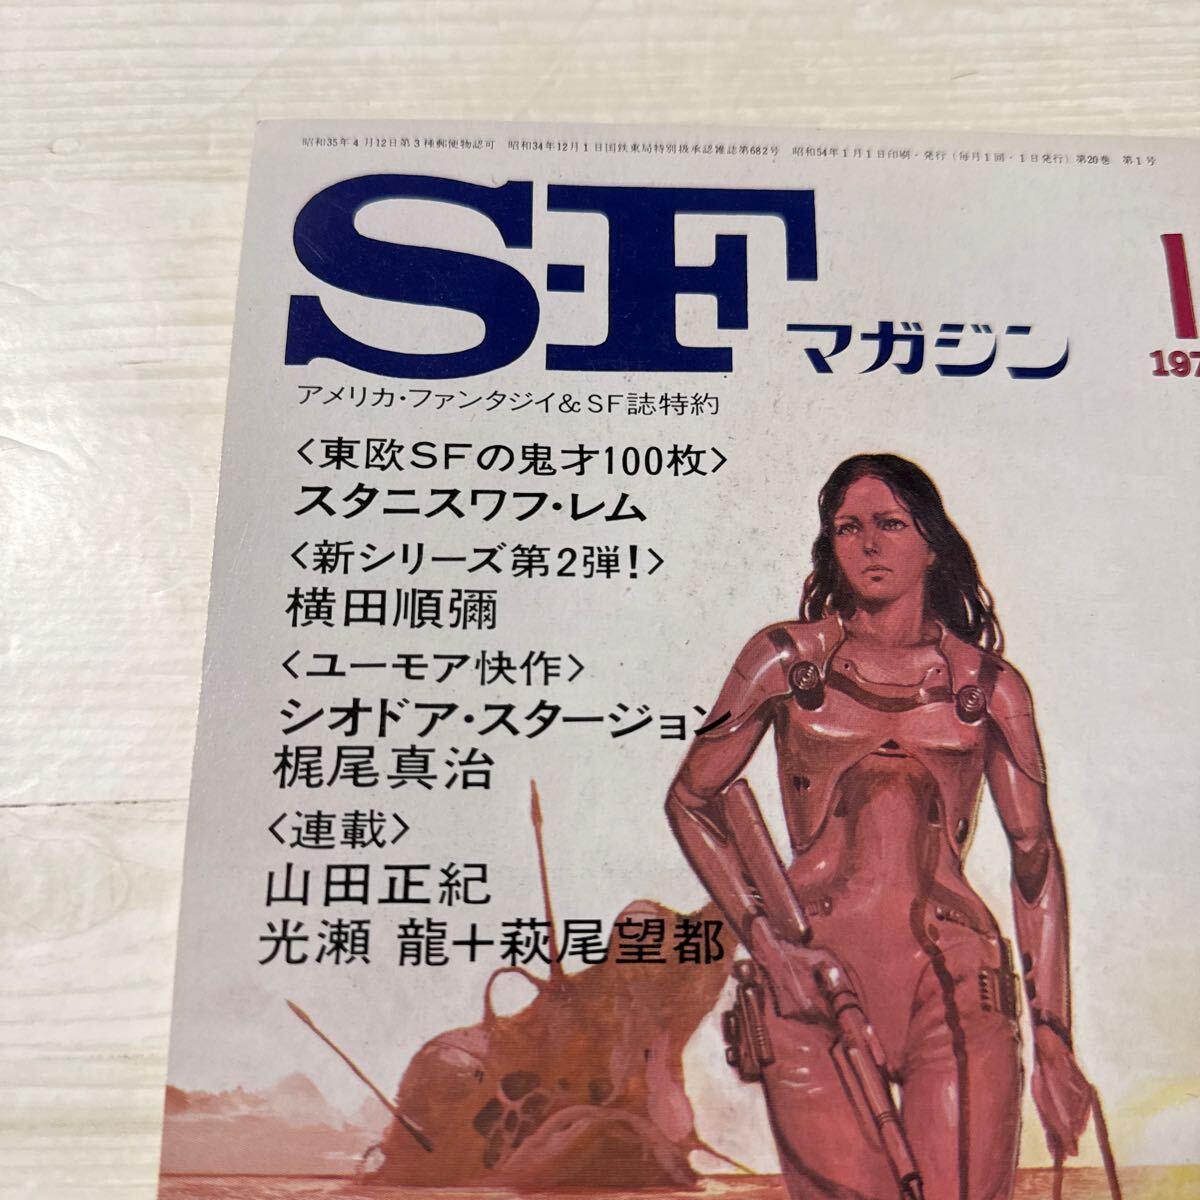 昭和35年4月12日第3種郵便物認可 昭和34年12月1日国鉄東局特別扱承認雑誌第682号 昭和54年1月1日印刷・発行(毎月1回・1日発行)第20巻 第1号
S-Fマガジン
1
197
アメリカ・ファンタジイ&SF誌特約
<東欧SFの鬼才100枚>
スタニスワフ・レム
<新シリーズ第2弾!>
横田順彌
<ユーモア快作>
シオドア・スタージョン
梶尾真治
<連載>
山田正紀
光瀬 龍+萩尾望都